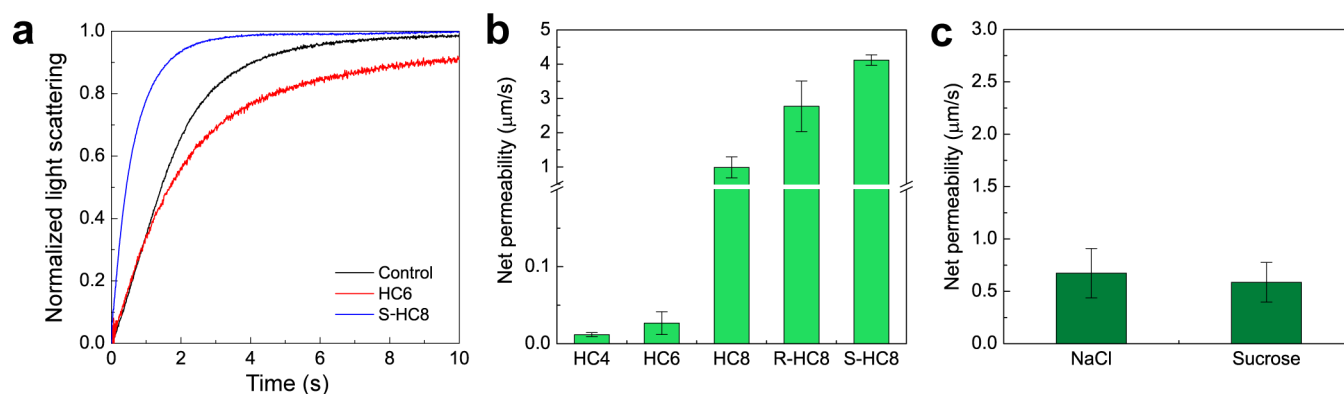 a
Normalized light scattering
1.0
0.8
0.6
0.4
0.2
0.0
0
2
4
6
8
10
Time (s)
Control
HC6
S-HC8
b
Net permeability (μm/s)
5
4
3
2
1
0.1
0.0
HC4
HC6
HC8
R-HC8
S-HC8
c
Net permeability (μm/s)
3.0
2.5
2.0
1.5
1.0
0.5
0.0
NaCl
Sucrose